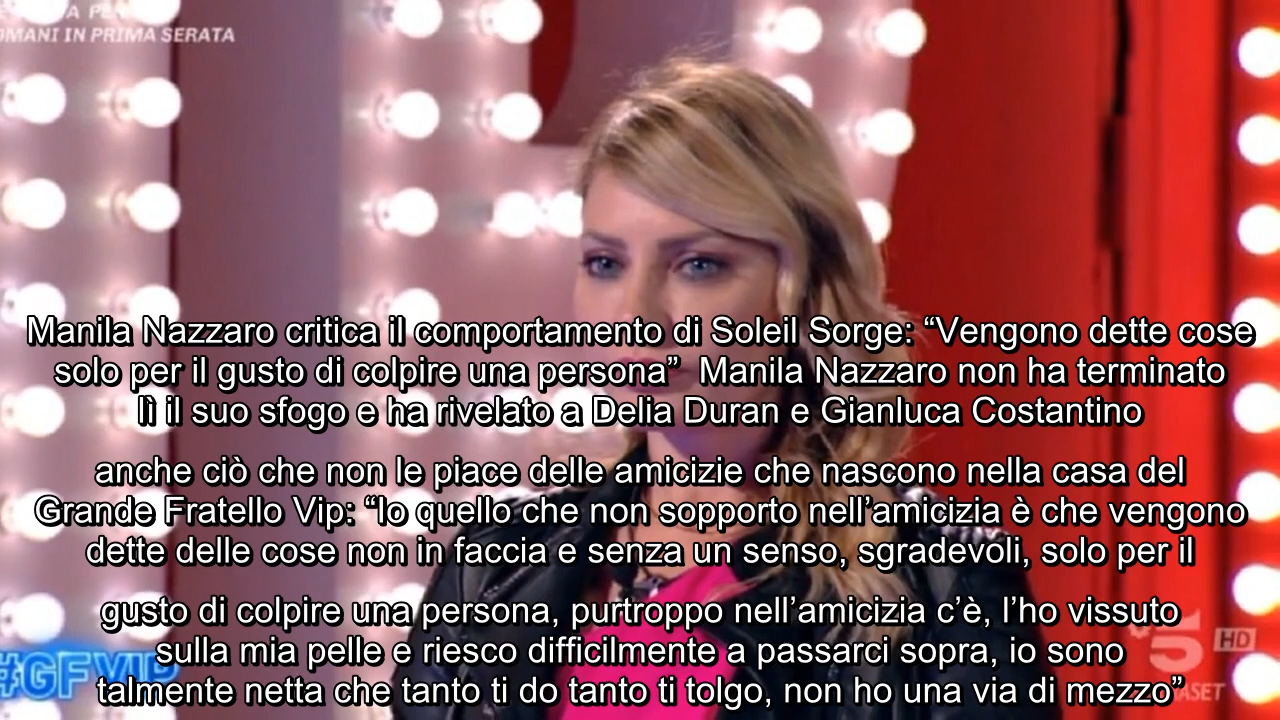 OMANI IN PRIMA SERATA
Manila Nazzaro critica il comportamento di Soleil Sorge: “Vengono dette cose
solo per il gusto di colpire una persona”  Manila Nazzaro non ha terminato
lì il suo sfogo e ha rivelato a Delia Duran e Gianluca Costantino
anche ciò che non le piace delle amicizie che nascono nella casa del
Grande Fratello Vip: “Io quello che non sopporto nell’amicizia è che vengono
dette delle cose non in faccia e senza un senso, sgradevoli, solo per il
gusto di colpire una persona, purtroppo nell’amicizia c’è, l’ho vissuto
sulla mia pelle e riesco difficilmente a passarci sopra, io sono
talmente netta che tanto ti do tanto ti tolgo, non ho una via di mezzo”
#GFVIP
5 HD